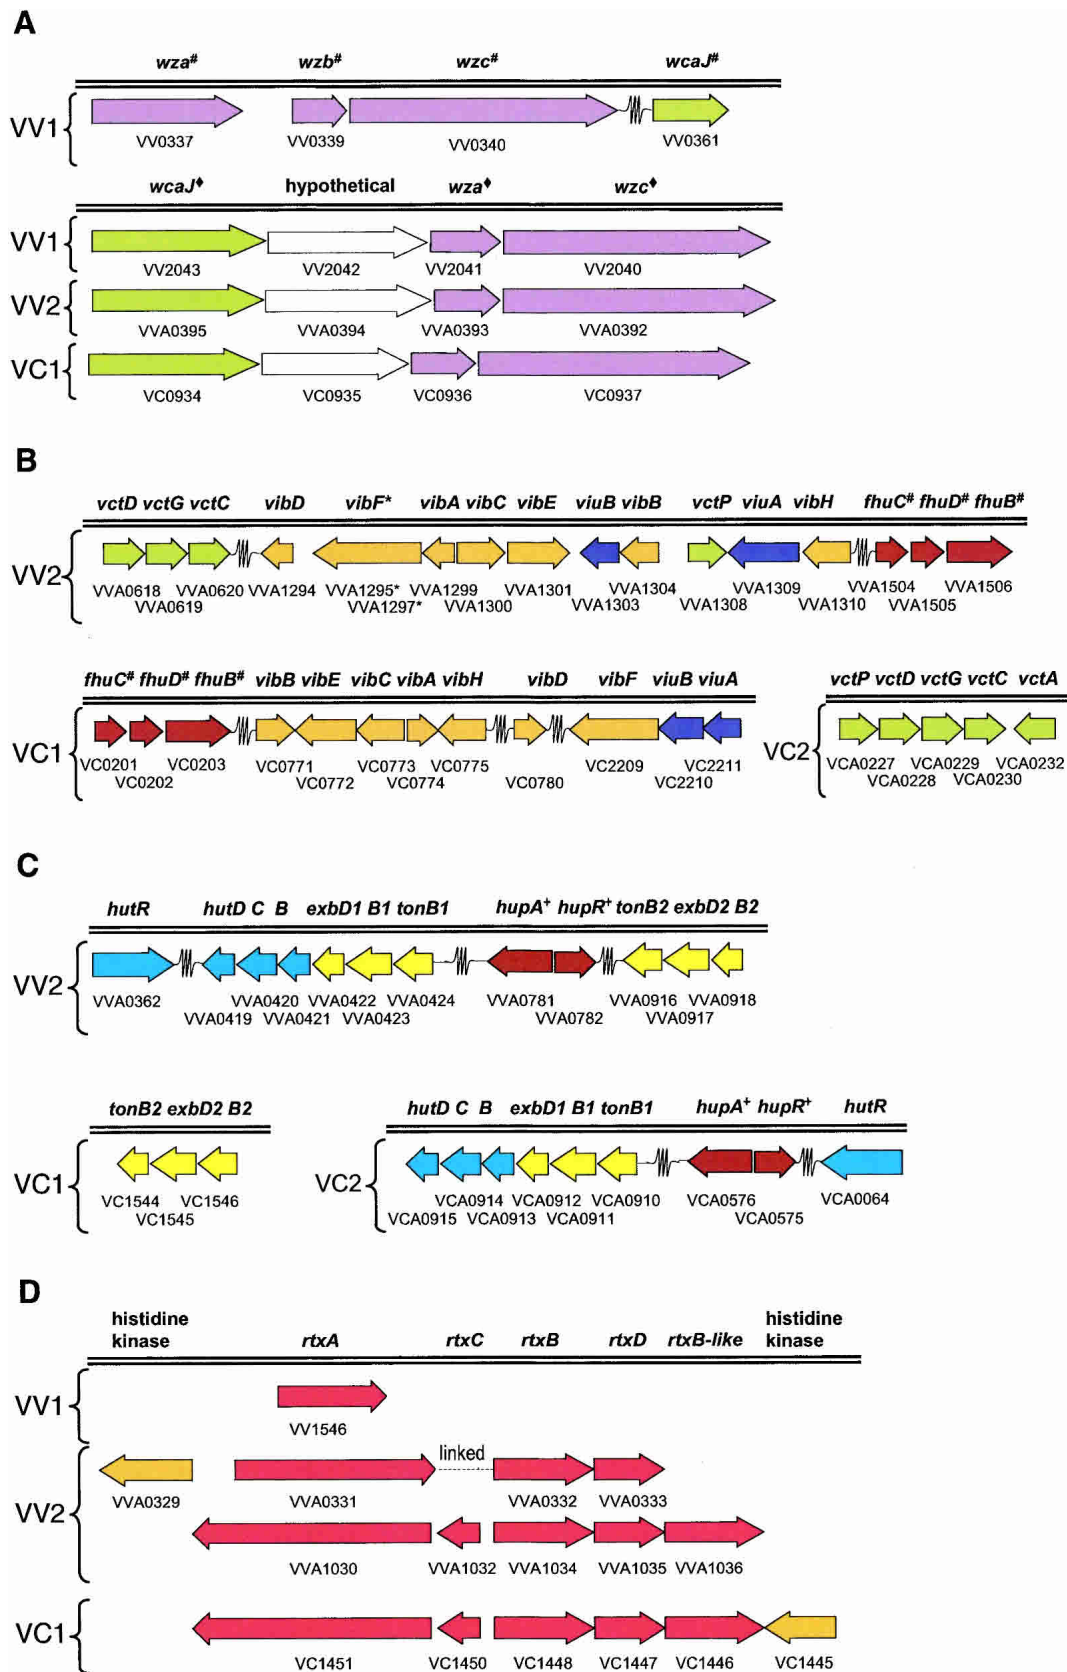 A
wza# wzb# wzc# wcaJ#
VV1
VV0337 VV0339 VV0340 VV0361
wcaJ♦ hypothetical wza♦ wzc♦
VV1
VV2043 VV2042 VV2041 VV2040
VV2
VVA0395 VVA0394 VVA0393 VVA0392
VC1
VC0934 VC0935 VC0936 VC0937
B
vctD vctG vctC vibD vibF* vibA vibC vibE viuB vibB vctP viuA vibH fhuC# fhuD# fhuB#
VV2
VVA0618 VVA0620 VVA1294 VVA1295* VVA1299 VVA1301 VVA1304 VVA1309 VVA1504 VVA1506
VVA0619 VVA1297* VVA1300 VVA1303 VVA1308 VVA1310 VVA1505
fhuC# fhuD# fhuB# vibB vibE vibC vibA vibH vibD vibF viuB viuA
VC1
VC0201 VC0203 VC0771 VC0773 VC0775 VC2209 VC2211
VC0202 VC0772 VC0774 VC0780 VC2210
vctP vctD vctG vctC vctA
VC2
VCA0227 VCA0229 VCA0232
VCA0228 VCA0230
C
hutR hutD C B exbD1 B1 tonB1 hupA+ hupR+ tonB2 exbD2 B2
VV2
VVA0362 VVA0420 VVA0422 VVA0424 VVA0781 VVA0916 VVA0918
VVA0419 VVA0421 VVA0423 VVA0782 VVA0917
tonB2 exbD2 B2
VC1
VC1544 VC1546
VC1545
hutD C B exbD1 B1 tonB1 hupA+ hupR+ hutR
VC2
VCA0914 VCA0912 VCA0910 VCA0576 VCA0064
VCA0915 VCA0913 VCA0911 VCA0575
D
histidine kinase rtxA rtxC rtxB rtxD rtxB-like histidine kinase
VV1
VV1546
VV2
linked
VVA0329 VVA0331 VVA0332 VVA0333
VVA1030 VVA1032 VVA1034 VVA1035 VVA1036
VC1
VC1451 VC1450 VC1448 VC1447 VC1446 VC1445